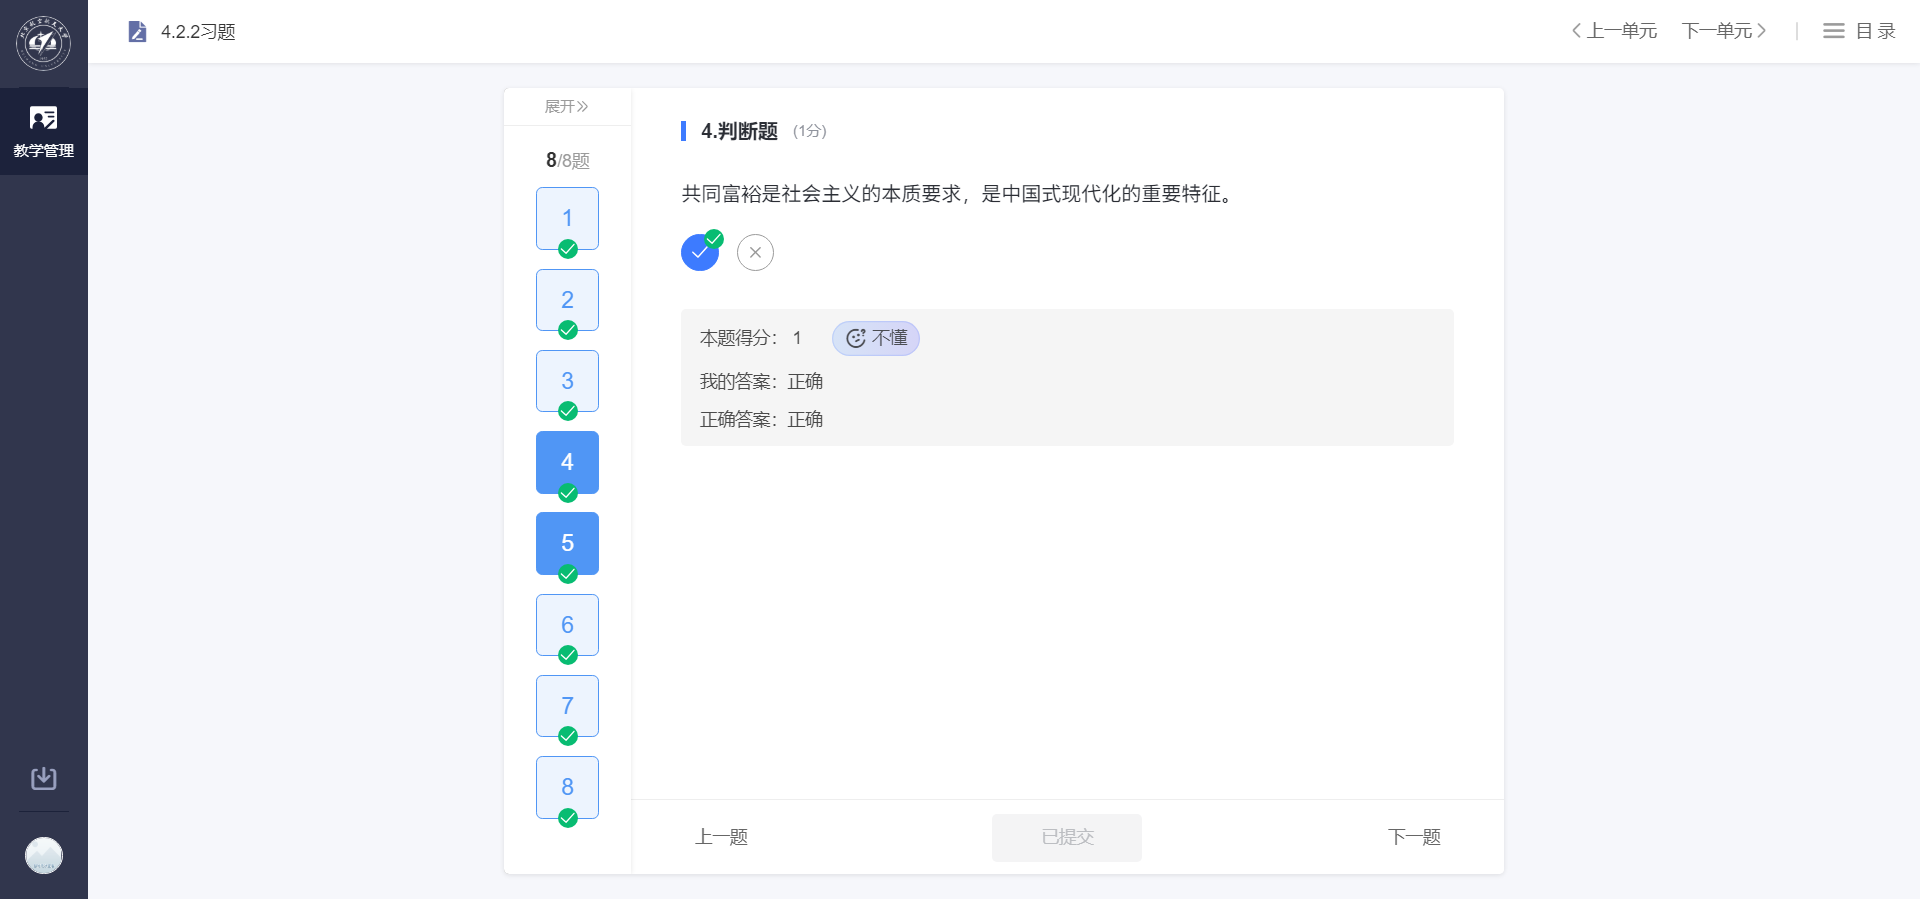 4.2.2习题
上一单元
下一单元
目录
教学管理
展开
8/8题
1
2
3
4
5
6
7
8
4.判断题 (1分)
共同富裕是社会主义的本质要求，是中国式现代化的重要特征。
本题得分： 1
不懂
我的答案：正确
正确答案：正确
上一题
已提交
下一题